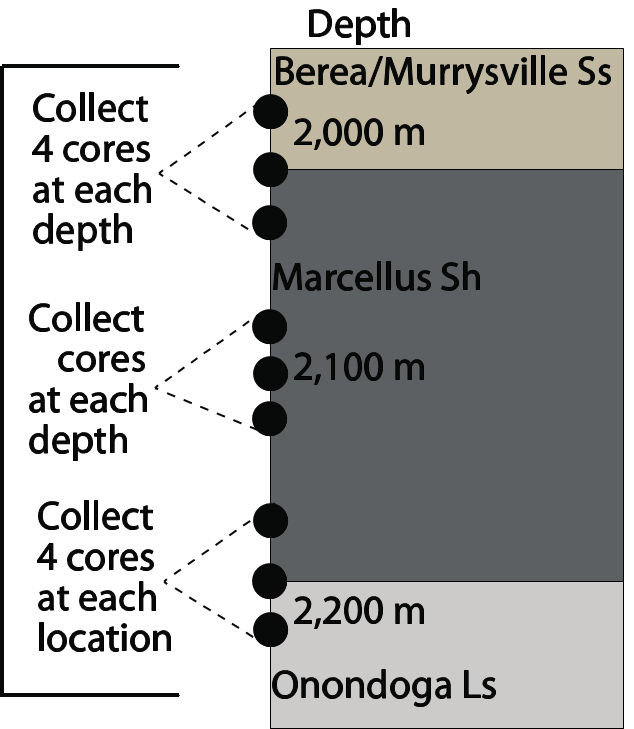 Depth
Berea/Murrysville Ss
Collect
4 cores
at each
depth
2,000 m
Marcellus Sh
Collect
cores
at each
depth
2,100 m
Collect
4 cores
at each
location
2,200 m
Onondoga Ls